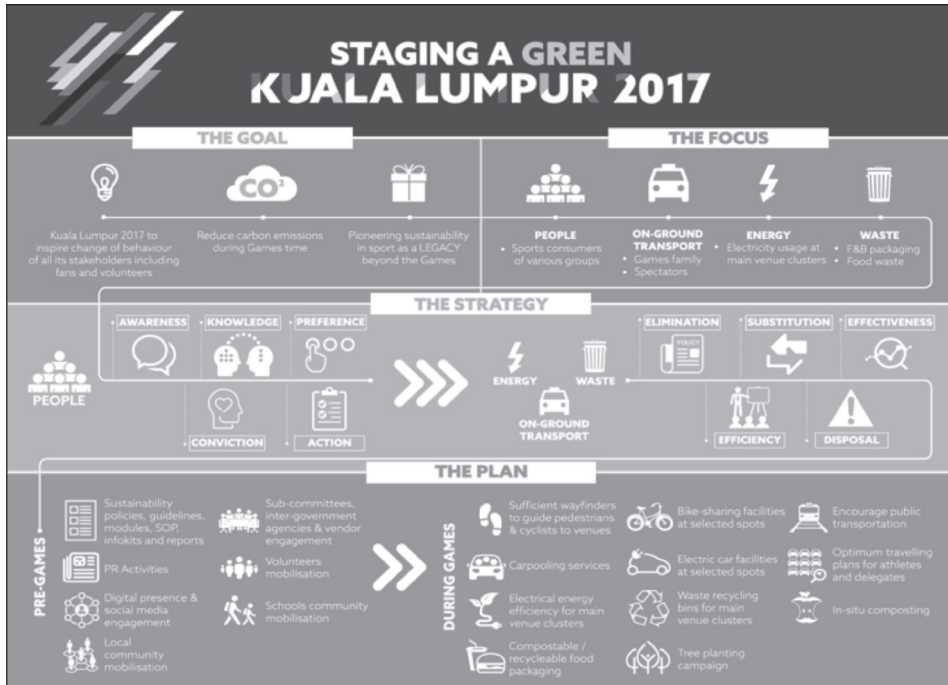 STAGING A GREEN
KUALA LUMPUR 2017
THE GOAL
CO²
Kuala Lumpur 2017 to
inspire change of behaviour
of all its stakeholders including
fans and volunteers
Reduce carbon emissions
during Games time
Pioneering sustainability
in sport as a LEGACY
beyond the Games
THE FOCUS
PEOPLE
• Sports consumers
of various groups
ON-GROUND
TRANSPORT
• Games family
• Spectators
ENERGY
• Electricity usage at
main venue clusters
WASTE
• F&B packaging
• Food waste
THE STRATEGY
PEOPLE
AWARENESS
KNOWLEDGE
PREFERENCE
CONVICTION
ACTION
ENERGY
WASTE
ON-GROUND
TRANSPORT
ELIMINATION
POLICY
SUBSTITUTION
EFFECTIVENESS
EFFICIENCY
DISPOSAL
THE PLAN
PRE-GAMES
Sustainability
policies, guidelines,
modules, SOP,
infokits and reports
PR Activities
Digital presence &
social media
engagement
Local
community
mobilisation
Sub-committees,
inter-government
agencies & vendor
engagement
Volunteers
mobilisation
Schools community
mobilisation
DURING GAMES
Sufficient wayfinders
to guide pedestrians
& cyclists to venues
Carpooling services
Electrical energy
efficiency for main
venue clusters
Compostable /
recycleable food
packaging
Bike-sharing facilities
at selected spots
Electric car facilities
at selected spots
Waste recycling
bins for main
venue clusters
Tree planting
campaign
Encourage public
transportation
Optimum travelling
plans for athletes
and delegates
In-situ composting